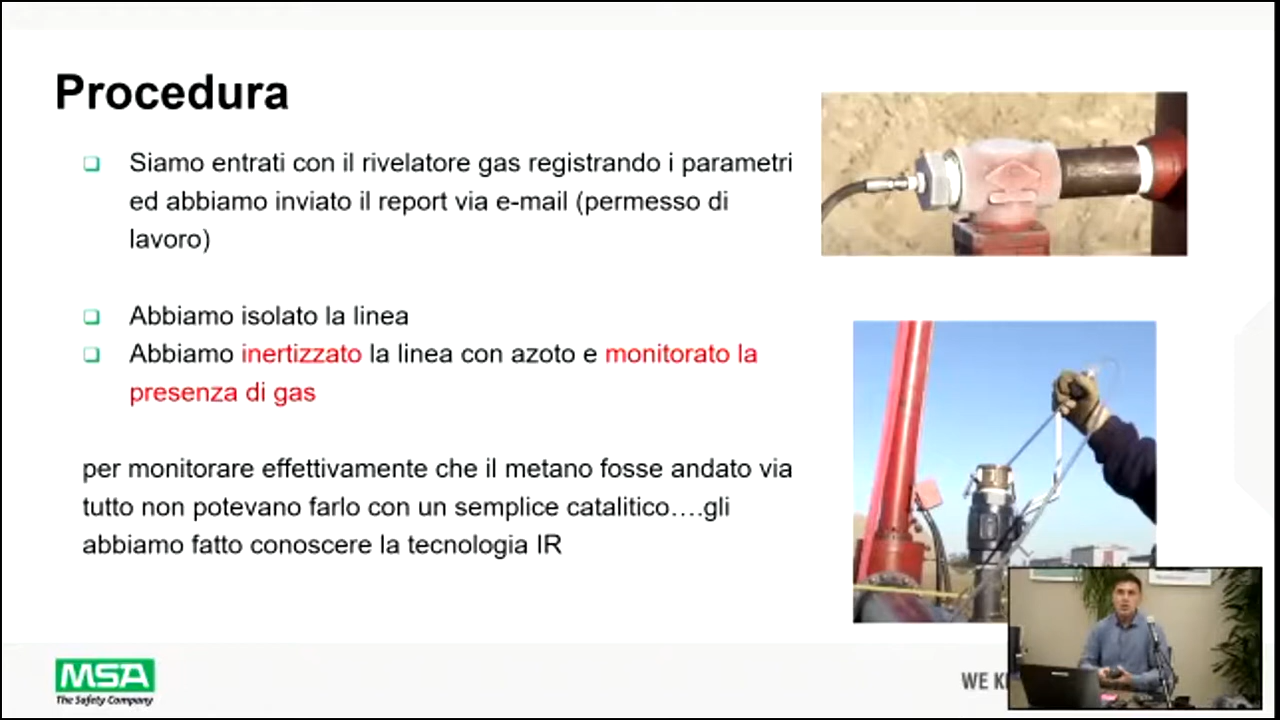 Procedura
Siamo entrati con il rivelatore gas registrando i parametri
ed abbiamo inviato il report via e-mail (permesso di
lavoro)
Abbiamo isolato la linea
Abbiamo inertizzato la linea con azoto e monitorato la
presenza di gas
per monitorare effettivamente che il metano fosse andato via
tutto non potevano farlo con un semplice catalitico….gli
abbiamo fatto conoscere la tecnologia IR
MSA
The Safety Company
WE